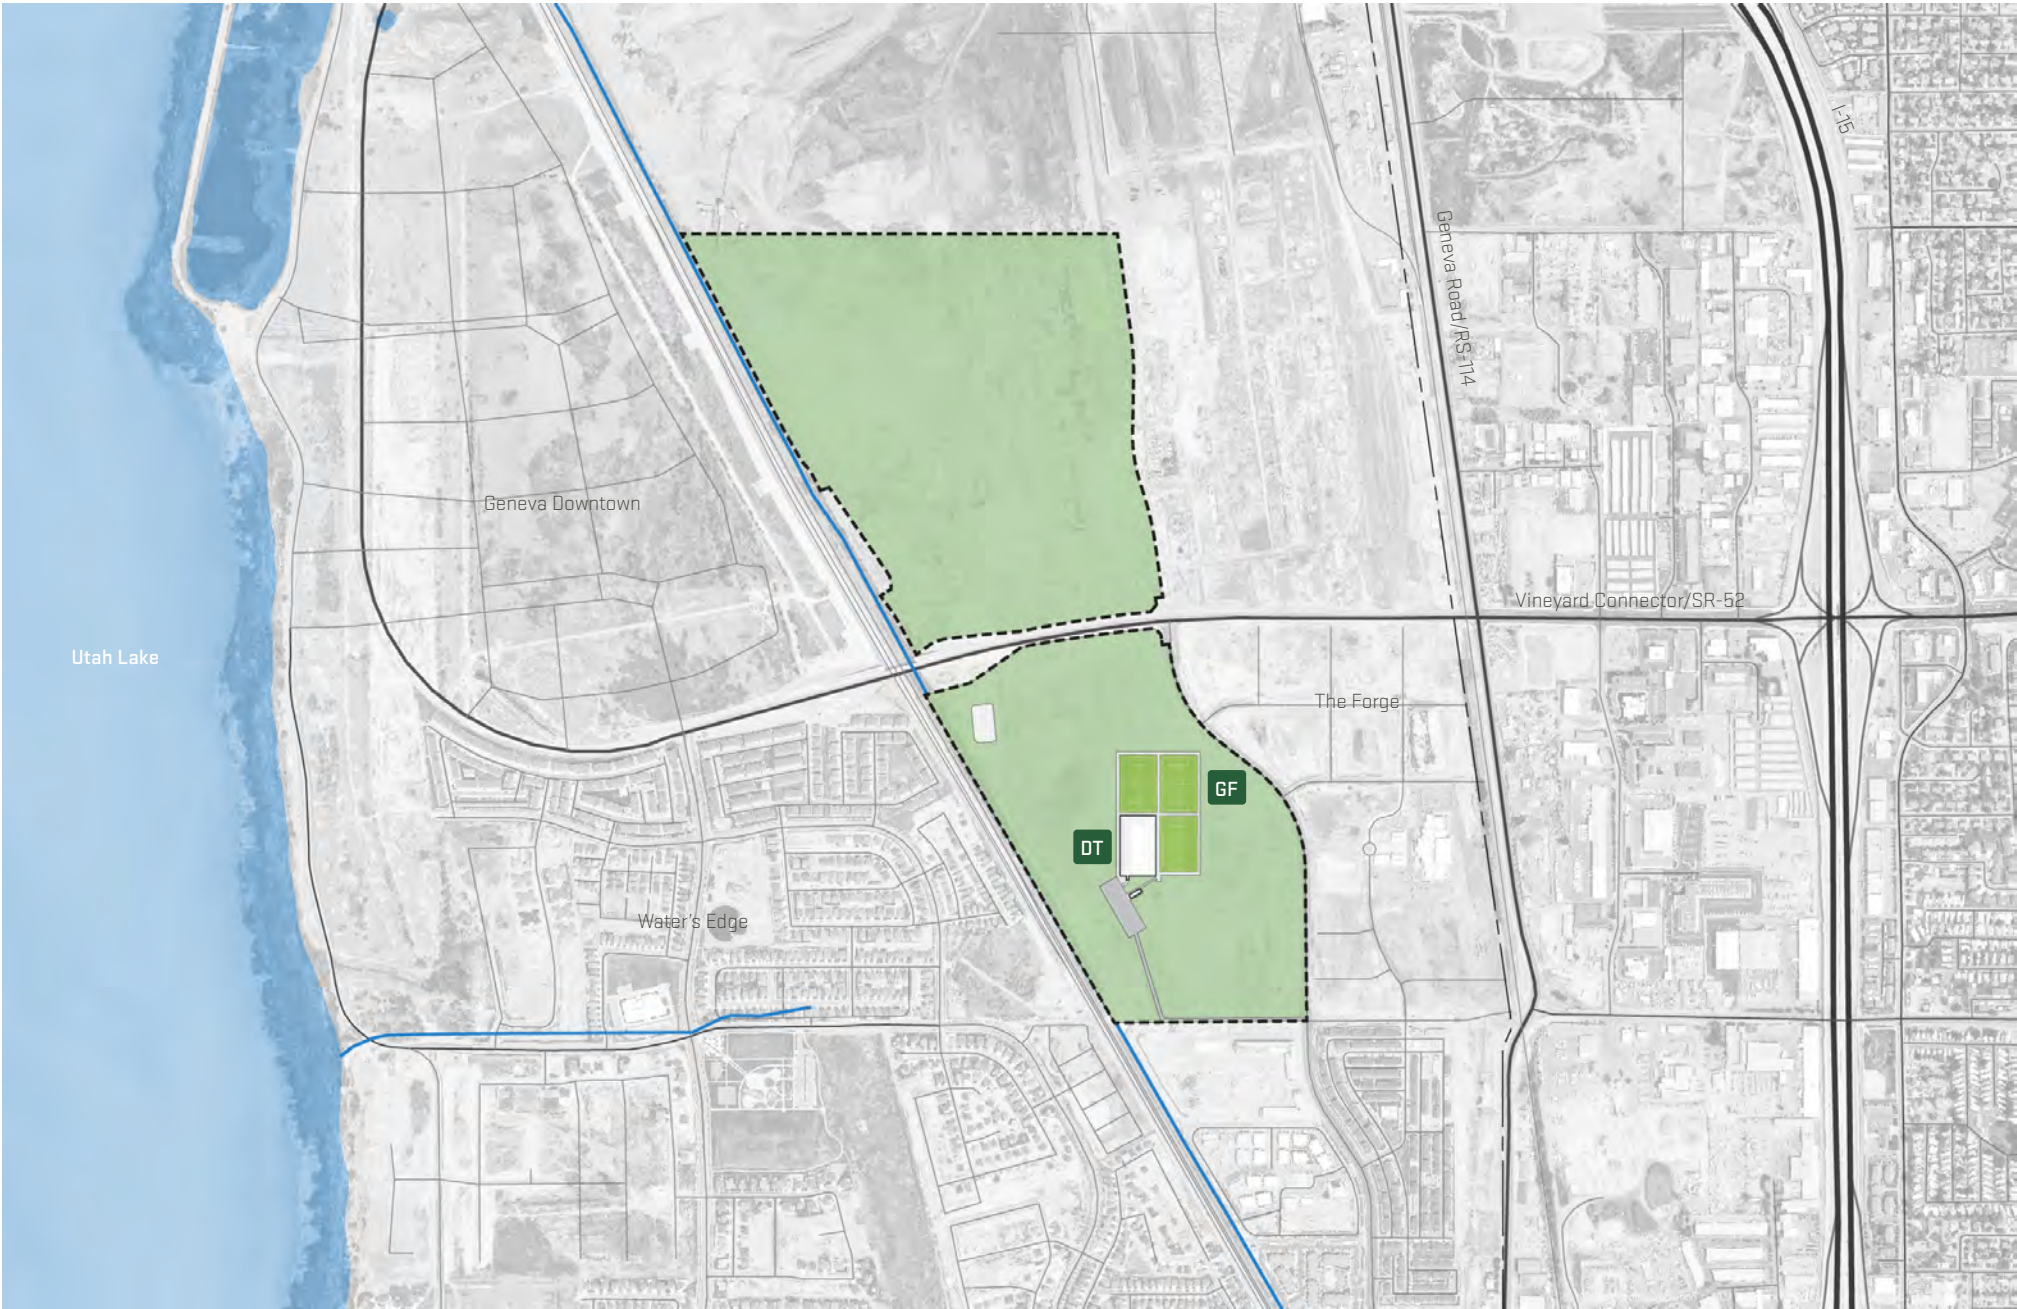 I-15
Geneva Road/RS-114
Geneva Downtown
Vineyard Connector/SR-52
Utah Lake
The Forge
GF
DT
Water's Edge